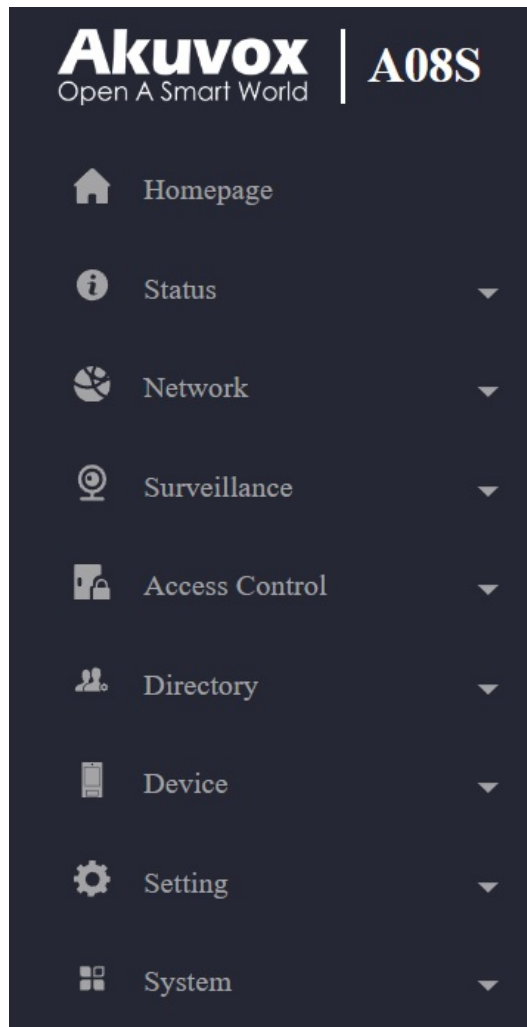 Akuvox
Open A Smart World
A08S
Homepage
Status
Network
Surveillance
Access Control
Directory
Device
Setting
System